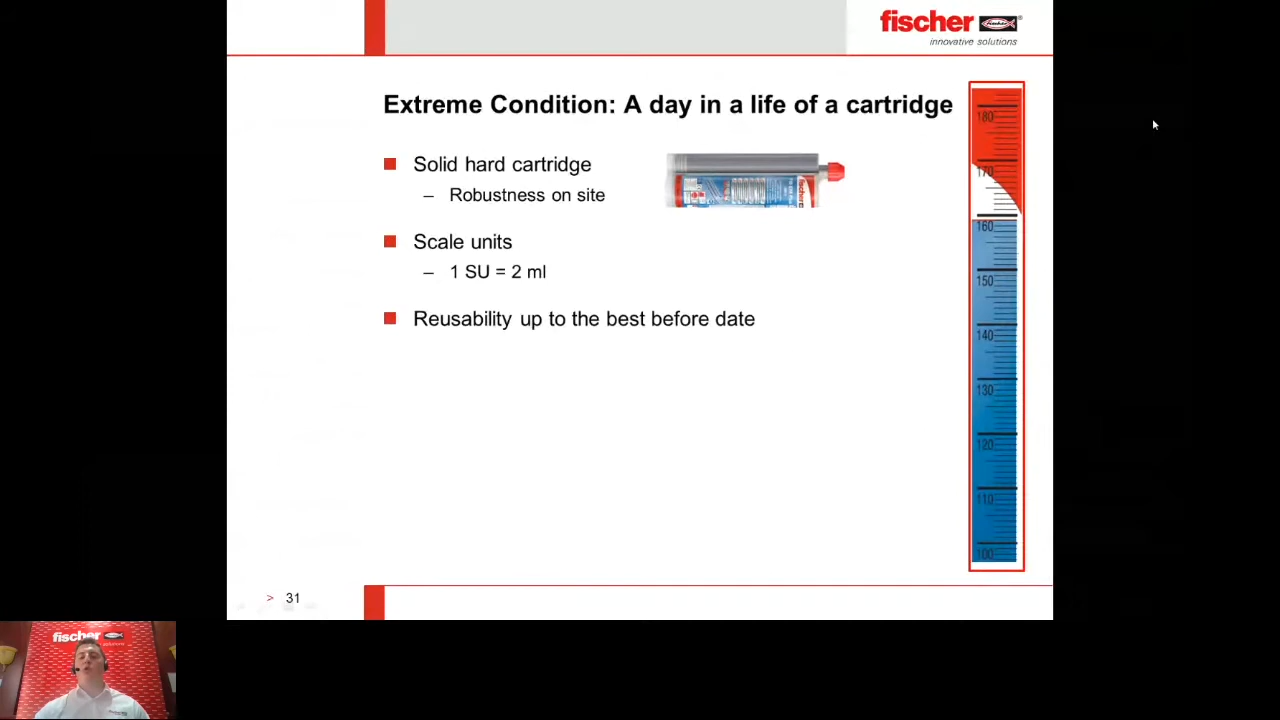 fischer
innovative solutions
Extreme Condition: A day in a life of a cartridge
Solid hard cartridge
– Robustness on site
Scale units
– 1 SU = 2 ml
Reusability up to the best before date
180
170
160
150
140
130
120
110
100
> 31
fischer